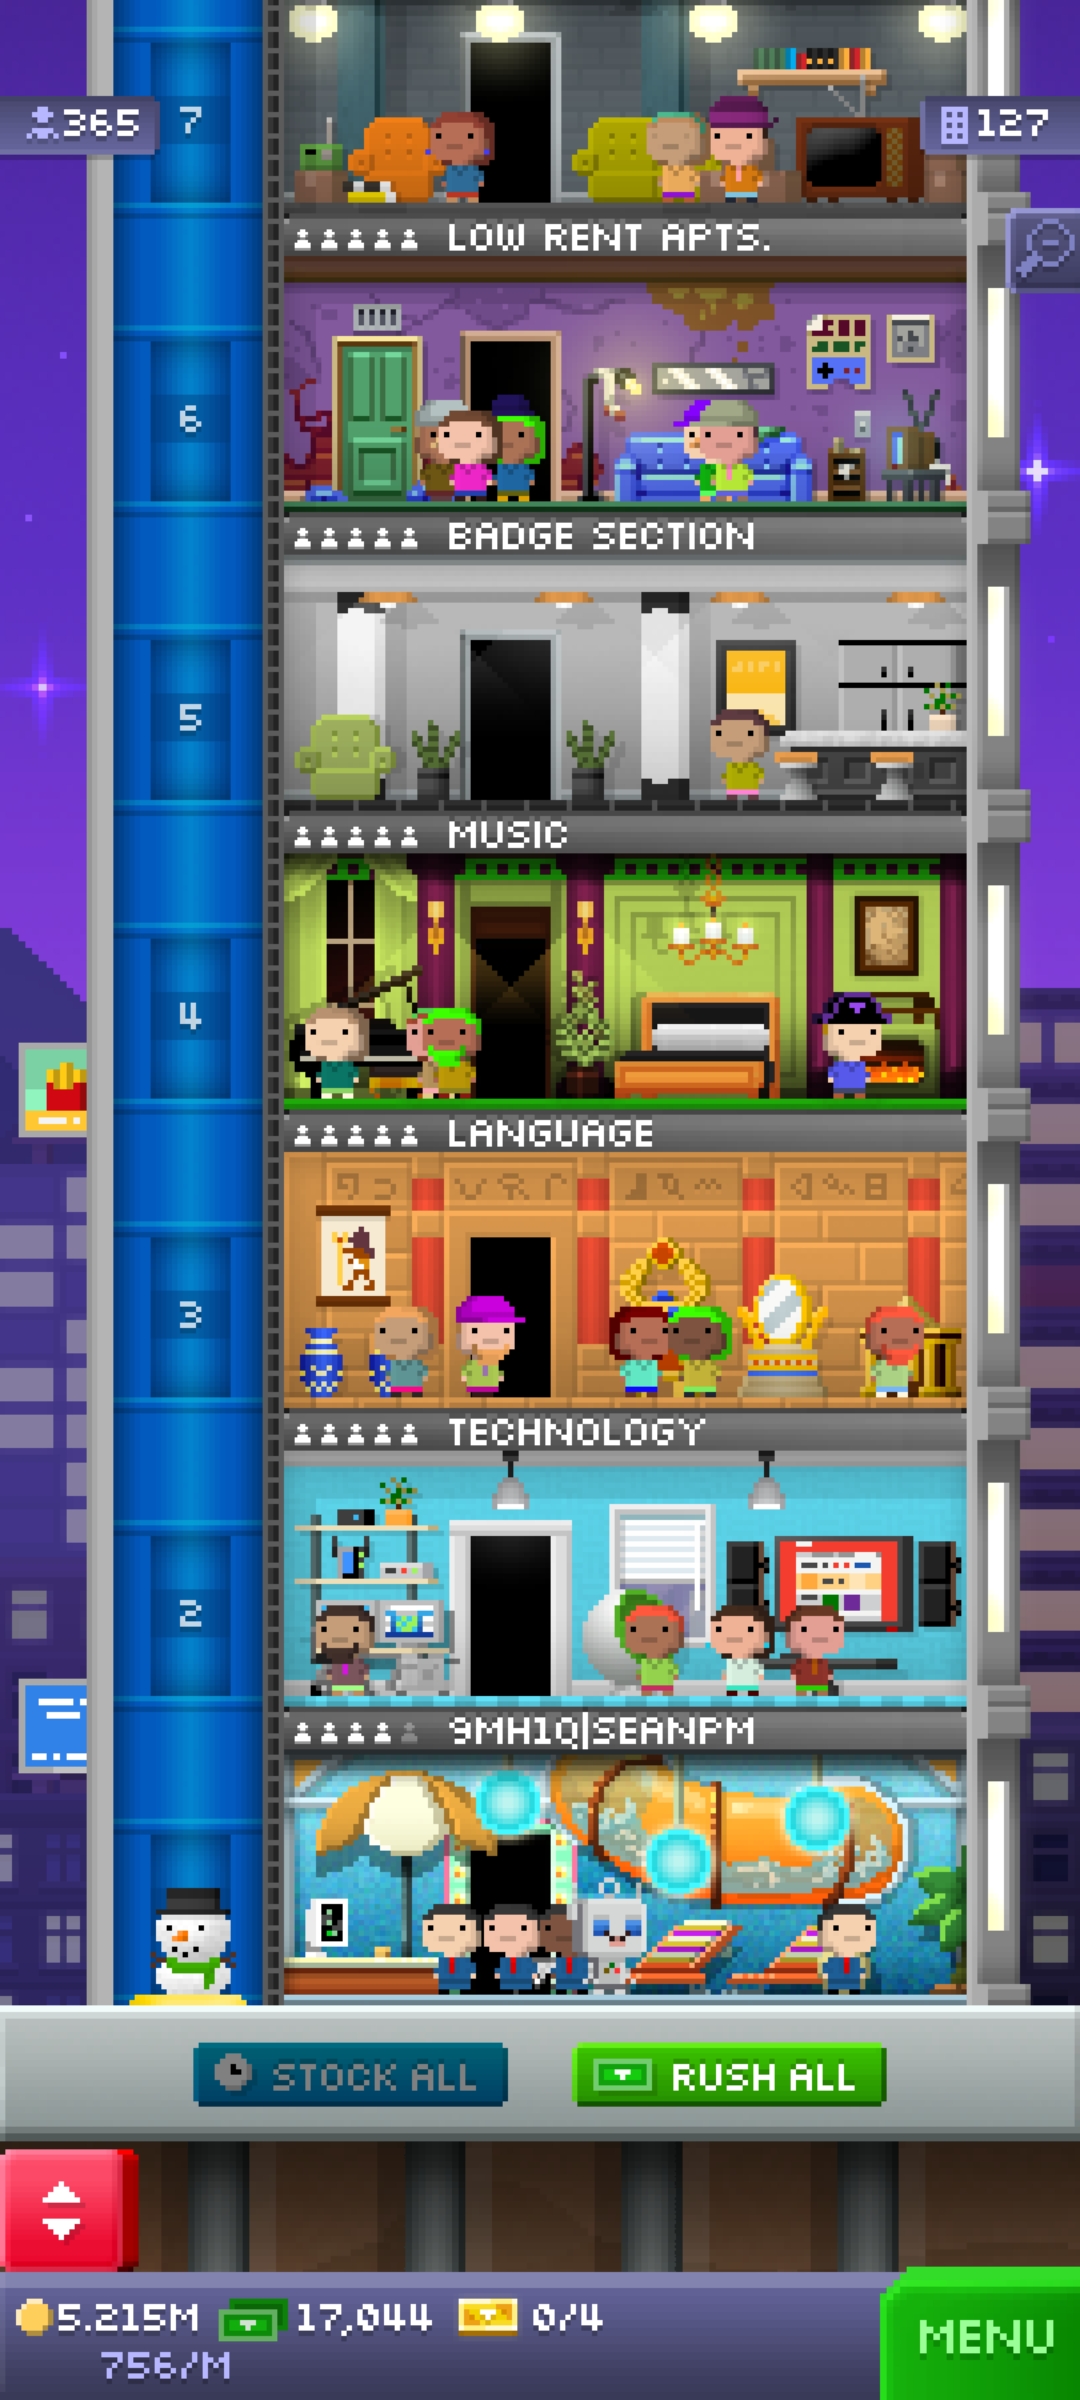 365
7
127
LOW RENT APTS.
6
BADGE SECTION
5
MUSIC
4
LANGUAGE
3
TECHNOLOGY
2
9MH1Q|SEANPM
STOCK ALL
RUSH ALL
5.215M
17,044
0/4
756/M
MENU